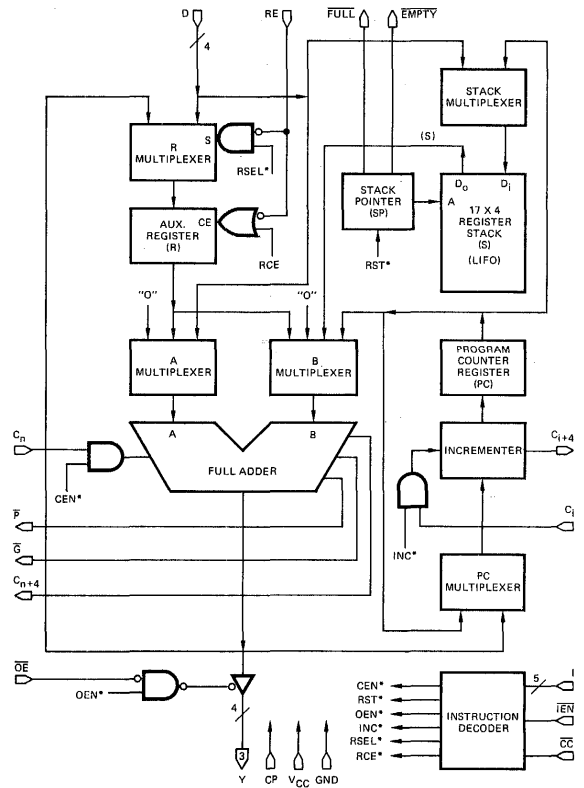 D
RE
FULL
EMPTY
4
STACK
MULTIPLEXER
S
R
MULTIPLEXER
RSEL*
(S)
Do
Di
A
17 X 4
REGISTER
STACK
(S)
(LIFO)
STACK
POINTER
(SP)
RST*
AUX.
REGISTER
(R)
CE
RCE
"O"
"O"
A
MULTIPLEXER
B
MULTIPLEXER
PROGRAM
COUNTER
REGISTER
(PC)
A
B
FULL ADDER
Cn
CEN*
INCREMENTER
Ci+4
P
G
Cn+4
INC*
Ci
PC
MULTIPLEXER
OE
OEN*
4
3
Y
CP
VCC
GND
CEN*
RST*
OEN*
INC*
RSEL*
RCE*
INSTRUCTION
DECODER
5
I
IEN
CC